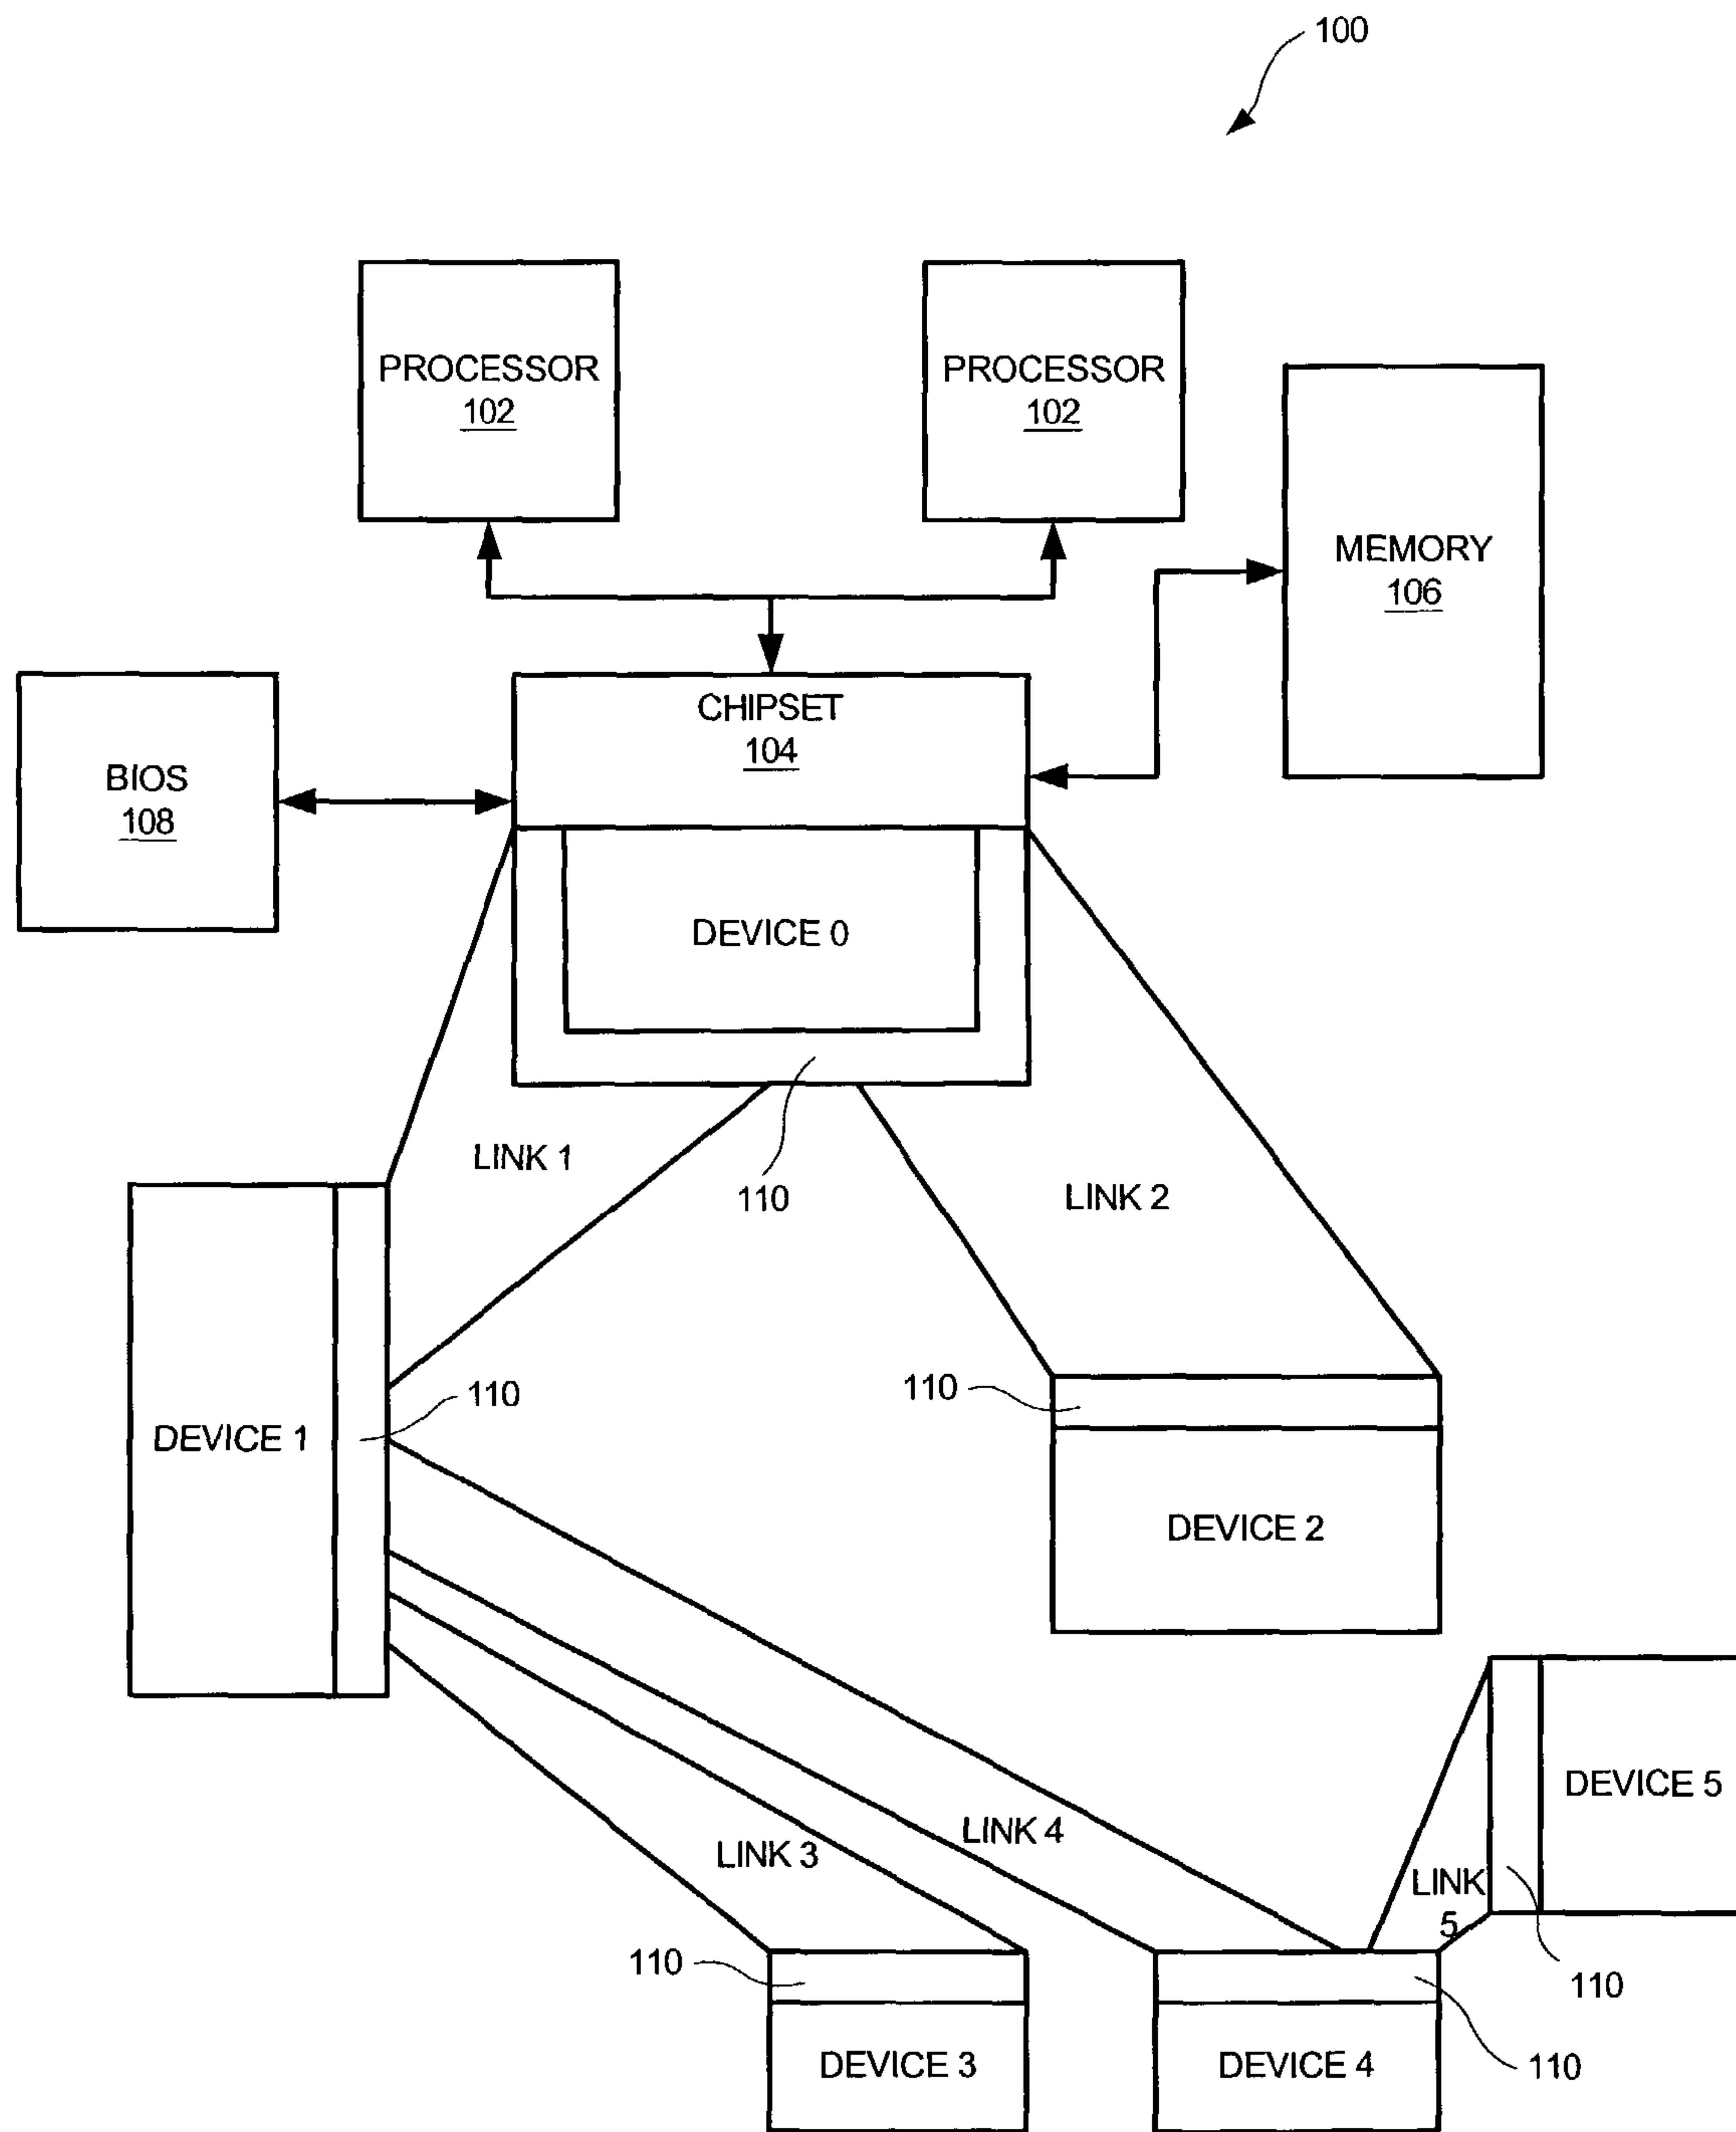 100
PROCESSOR
102
PROCESSOR
102
MEMORY
106
CHIPSET
104
BIOS
108
DEVICE 0
LINK 1
110
LINK 2
110
DEVICE 1
110
DEVICE 2
DEVICE 5
LINK 4
LINK 3
LINK
5
110
110
110
DEVICE 3
DEVICE 4